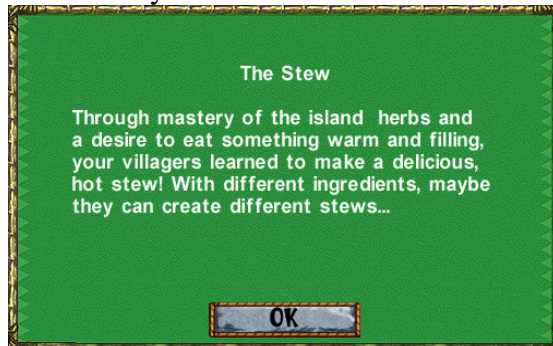 The Stew
Through mastery of the island herbs and
a desire to eat something warm and filling,
your villagers learned to make a delicious,
hot stew! With different ingredients, maybe
they can create different stews...
OK